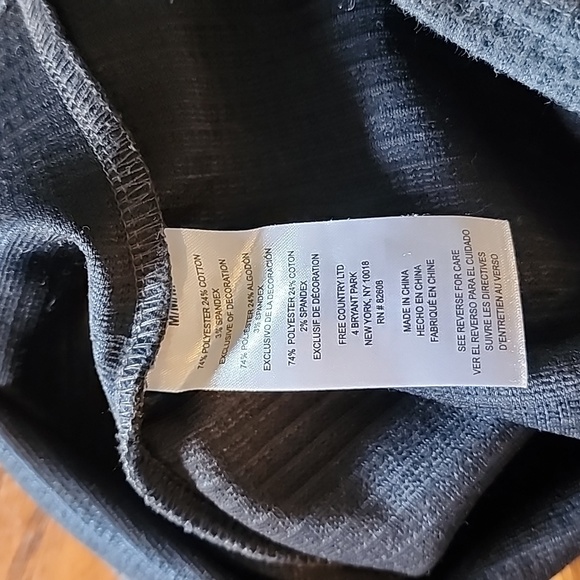 74% POLYESTER 24% COTTON
3% SPANDEX
EXCLUSIVE OF DECORATION
74% POLYESTER 24% ALGODON
3% SPANDEX
EXCLUSIVO DE LA DECORACIÓN
74% POLYESTER 24% COTON
2% SPANDEX
EXCLUSIF DE DÉCORATION
FREE COUNTRY LTD
4 BRYANT PARK
NEW YORK, NY 10018
RN # 82608
MADE IN CHINA
HECHO EN CHINA
FABRIQUÉ EN CHINE
SEE REVERSE FOR CARE
VER EL REVERSO PARA EL CUIDADO
SUIVRE LES DIRECTIVES
D'ENTRETIEN AU VERSO